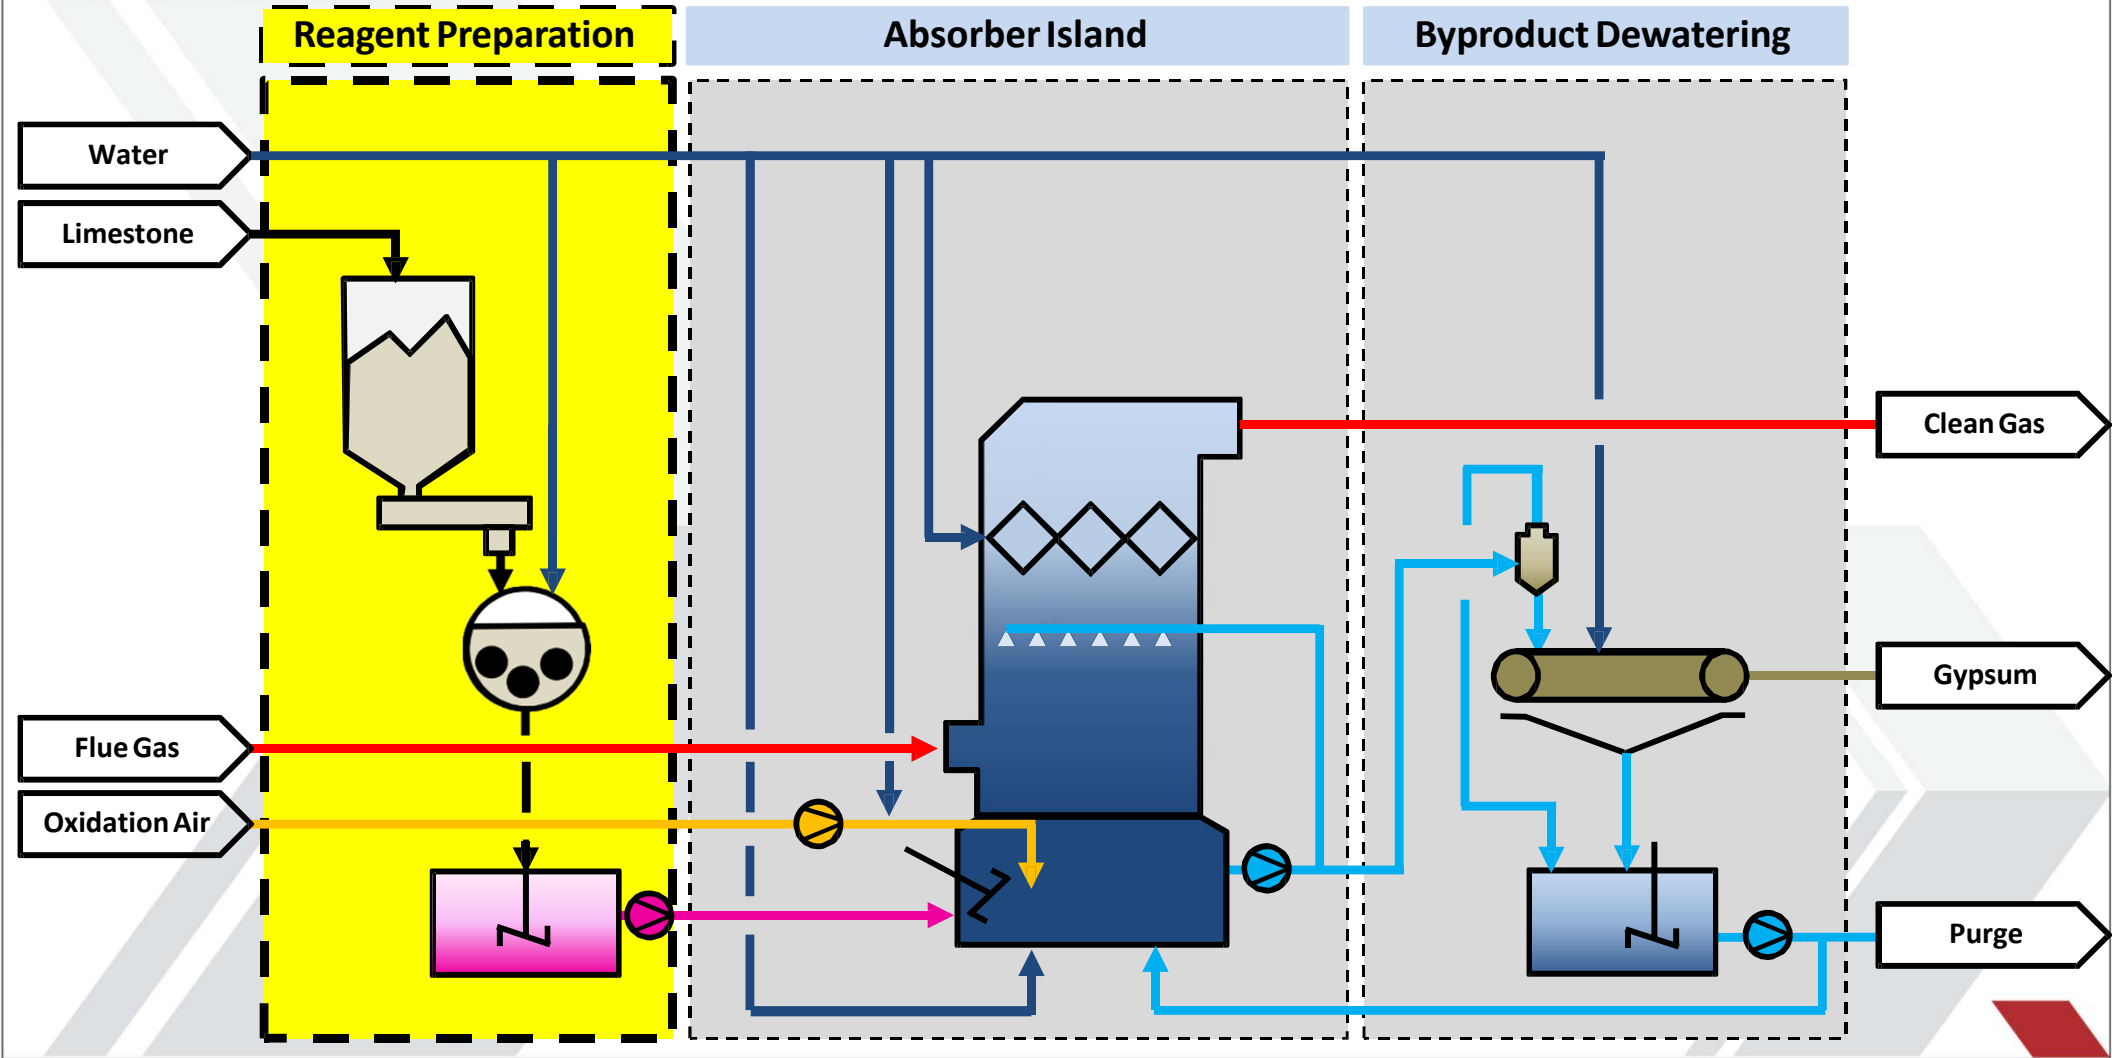 Reagent Preparation
Absorber Island
Byproduct Dewatering
Water
Limestone
Clean Gas
Gypsum
Flue Gas
Oxidation Air
Purge